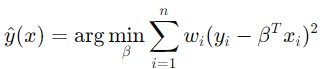 ŷ(x) = arg min_β ∑_{i=1}^{n} w_i(y_i − β^T x_i)^2